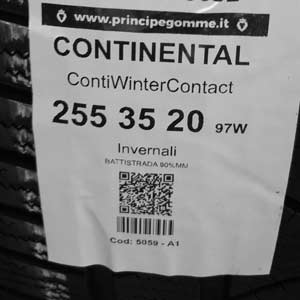 www.principegomme.it
CONTINENTAL
ContiWinterContact
255 35 20 97W
Invernali
BATTISTRADA 90%MM
Cod: 5059 - A1